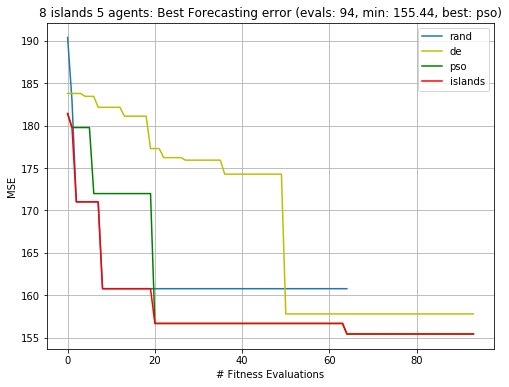 8 islands 5 agents: Best Forecasting error (evals: 94, min: 155.44, best: pso)
rand
de
pso
islands
MSE
190
185
180
175
170
165
160
155
0 20 40 60 80
# Fitness Evaluations